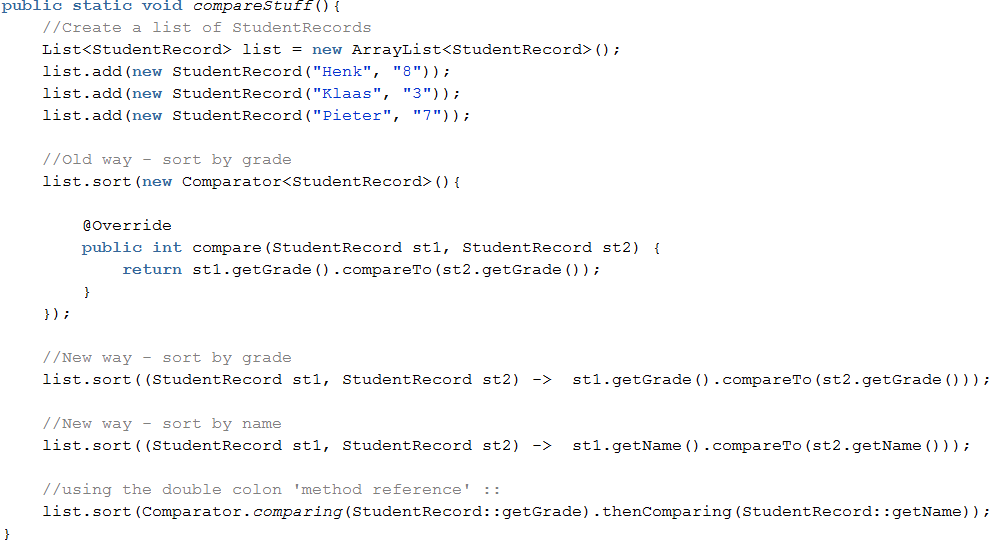 public static void compareStuff(){
    //Create a list of StudentRecords
    List<StudentRecord> list = new ArrayList<StudentRecord>();
    list.add(new StudentRecord("Henk", "8"));
    list.add(new StudentRecord("Klaas", "3"));
    list.add(new StudentRecord("Pieter", "7"));

    //Old way - sort by grade
    list.sort(new Comparator<StudentRecord>(){

        @Override
        public int compare(StudentRecord st1, StudentRecord st2) {
            return st1.getGrade().compareTo(st2.getGrade());
        }
    });

    //New way - sort by grade
    list.sort((StudentRecord st1, StudentRecord st2) ->  st1.getGrade().compareTo(st2.getGrade()));

    //New way - sort by name
    list.sort((StudentRecord st1, StudentRecord st2) ->  st1.getName().compareTo(st2.getName()));

    //using the double colon 'method reference' ::
    list.sort(Comparator.comparing(StudentRecord::getGrade).thenComparing(StudentRecord::getName));
}